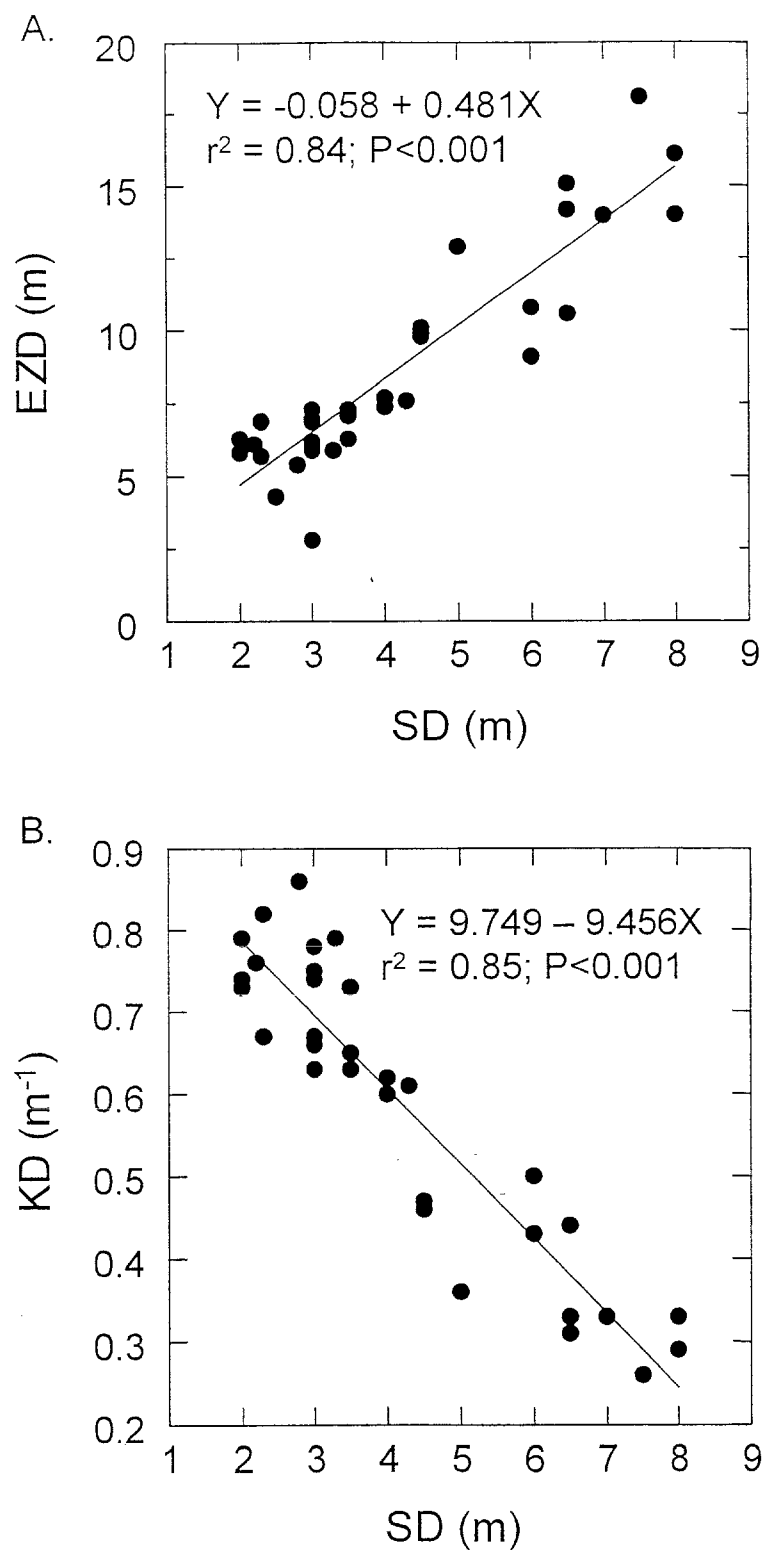 A.
20
15
10
5
0
EZD (m)
Y = -0.058 + 0.481X
r² = 0.84; P<0.001
1 2 3 4 5 6 7 8 9
SD (m)
B.
0.9
0.8
0.7
0.6
0.5
0.4
0.3
0.2
KD (m⁻¹)
Y = 9.749 – 9.456X
r² = 0.85; P<0.001
1 2 3 4 5 6 7 8 9
SD (m)